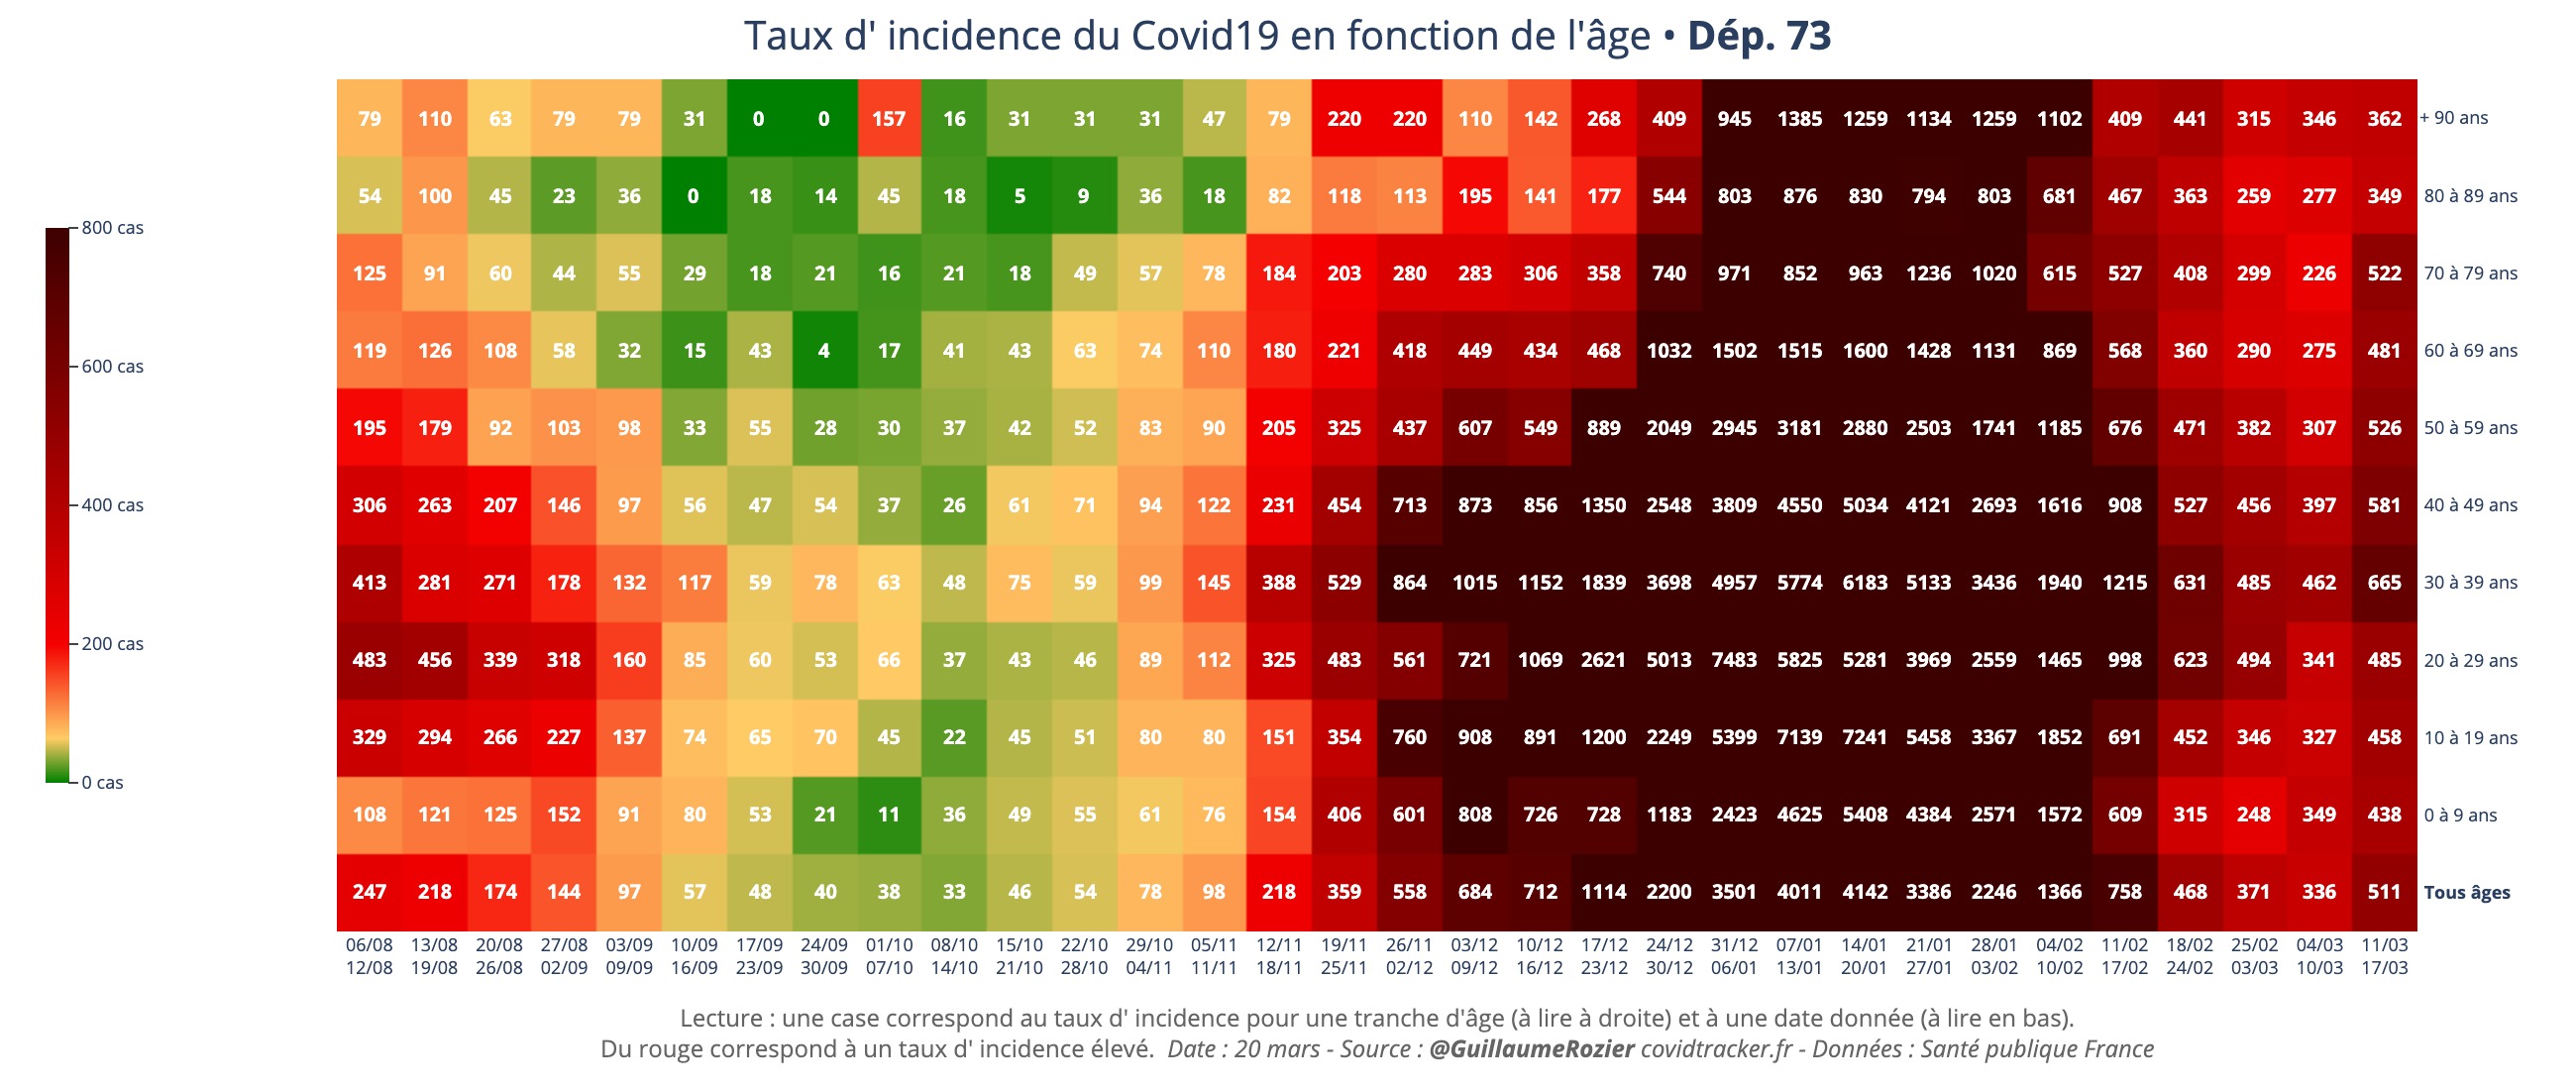 Taux d' incidence du Covid19 en fonction de l'âge • Dép. 73
79 110 63 79 79 31 0 0 157 16 31 31 31 47 79 220 220 110 142 268 409 945 1385 1259 1134 1259 1102 409 441 315 346 362 + 90 ans
54 100 45 23 36 0 18 14 45 18 5 9 36 18 82 118 113 195 141 177 544 803 876 830 794 803 681 467 363 259 277 349 80 à 89 ans
800 cas
125 91 60 44 55 29 18 21 16 21 18 49 57 78 184 203 280 283 306 358 740 971 852 963 1236 1020 615 527 408 299 226 522 70 à 79 ans
119 126 108 58 32 15 43 4 17 41 43 63 74 110 180 221 418 449 434 468 1032 1502 1515 1600 1428 1131 869 568 360 290 275 481 60 à 69 ans
600 cas
195 179 92 103 98 33 55 28 30 37 42 52 83 90 205 325 437 607 549 889 2049 2945 3181 2880 2503 1741 1185 676 471 382 307 526 50 à 59 ans
400 cas
306 263 207 146 97 56 47 54 37 26 61 71 94 122 231 454 713 873 856 1350 2548 3809 4550 5034 4121 2693 1616 908 527 456 397 581 40 à 49 ans
413 281 271 178 132 117 59 78 63 48 75 59 99 145 388 529 864 1015 1152 1839 3698 4957 5774 6183 5133 3436 1940 1215 631 485 462 665 30 à 39 ans
200 cas
483 456 339 318 160 85 60 53 66 37 43 46 89 112 325 483 561 721 1069 2621 5013 7483 5825 5281 3969 2559 1465 998 623 494 341 485 20 à 29 ans
329 294 266 227 137 74 65 70 45 22 45 51 80 80 151 354 760 908 891 1200 2249 5399 7139 7241 5458 3367 1852 691 452 346 327 458 10 à 19 ans
0 cas
108 121 125 152 91 80 53 21 11 36 49 55 61 76 154 406 601 808 726 728 1183 2423 4625 5408 4384 2571 1572 609 315 248 349 438 0 à 9 ans
247 218 174 144 97 57 48 40 38 33 46 54 78 98 218 359 558 684 712 1114 2200 3501 4011 4142 3386 2246 1366 758 468 371 336 511 Tous âges
06/08 13/08 20/08 27/08 03/09 10/09 17/09 24/09 01/10 08/10 15/10 22/10 29/10 05/11 12/11 19/11 26/11 03/12 10/12 17/12 24/12 31/12 07/01 14/01 21/01 28/01 04/02 11/02 18/02 25/02 04/03 11/03
12/08 19/08 26/08 02/09 09/09 16/09 23/09 30/09 07/10 14/10 21/10 28/10 04/11 11/11 18/11 25/11 02/12 09/12 16/12 23/12 30/12 06/01 13/01 20/01 27/01 03/02 10/02 17/02 24/02 03/03 10/03 17/03
Lecture : une case correspond au taux d' incidence pour une tranche d'âge (à lire à droite) et à une date donnée (à lire en bas).
Du rouge correspond à un taux d' incidence élevé. Date : 20 mars - Source : @GuillaumeRozier covidtracker.fr - Données : Santé publique France